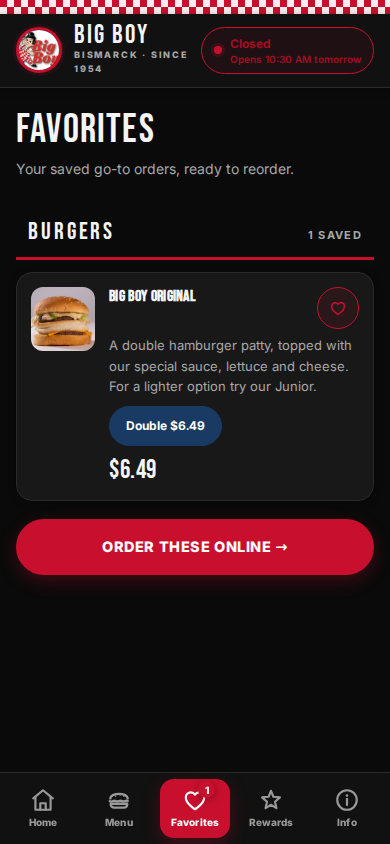 Big
Boy
BIG BOY
BISMARCK · SINCE
1954
Closed
Opens 10:30 AM tomorrow
FAVORITES
Your saved go-to orders, ready to reorder.
BURGERS
1 SAVED
BIG BOY ORIGINAL
A double hamburger patty, topped with
our special sauce, lettuce and cheese.
For a lighter option try our Junior.
Double $6.49
$6.49
ORDER THESE ONLINE →
1
Home
Menu
Favorites
Rewards
Info